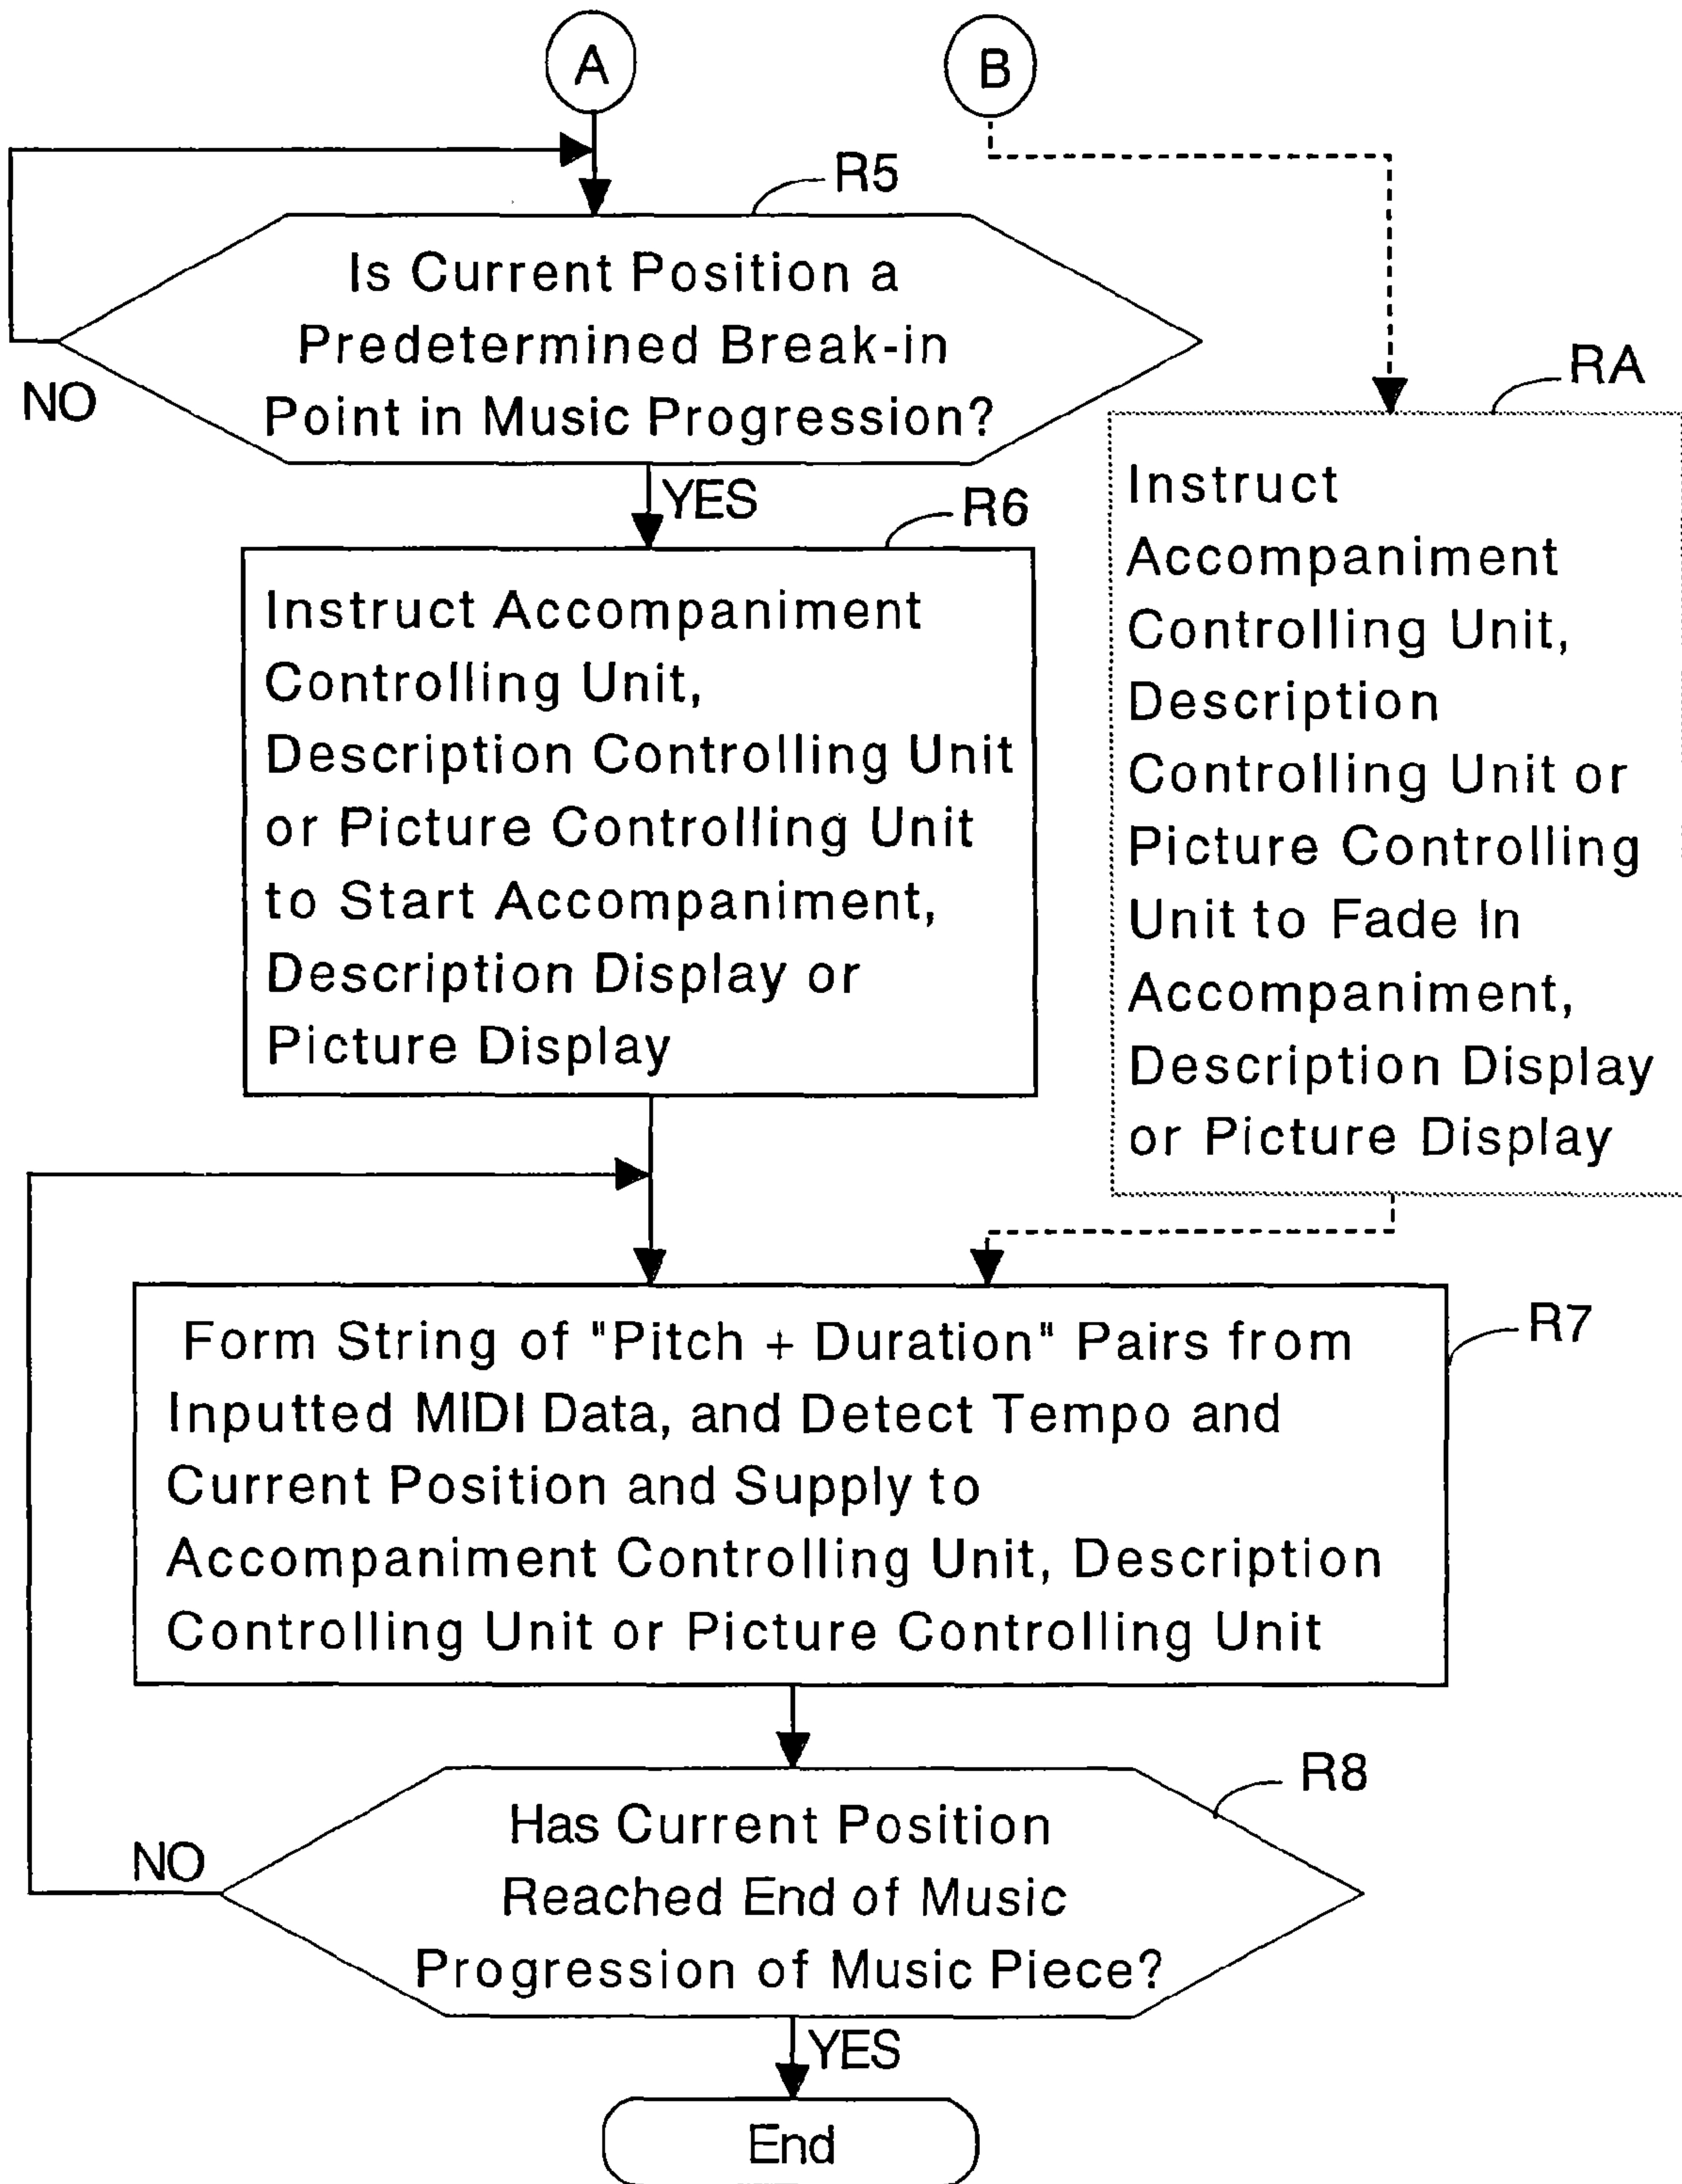 A
B
R5
Is Current Position a
Predetermined Break-in
Point in Music Progression?
NO
YES
R6
Instruct Accompaniment
Controlling Unit,
Description Controlling Unit
or Picture Controlling Unit
to Start Accompaniment,
Description Display or
Picture Display
RA
Instruct
Accompaniment
Controlling Unit,
Description
Controlling Unit or
Picture Controlling
Unit to Fade In
Accompaniment,
Description Display
or Picture Display
R7
Form String of "Pitch + Duration" Pairs from
Inputted MIDI Data, and Detect Tempo and
Current Position and Supply to
Accompaniment Controlling Unit, Description
Controlling Unit or Picture Controlling Unit
R8
Has Current Position
Reached End of Music
Progression of Music Piece?
NO
YES
End